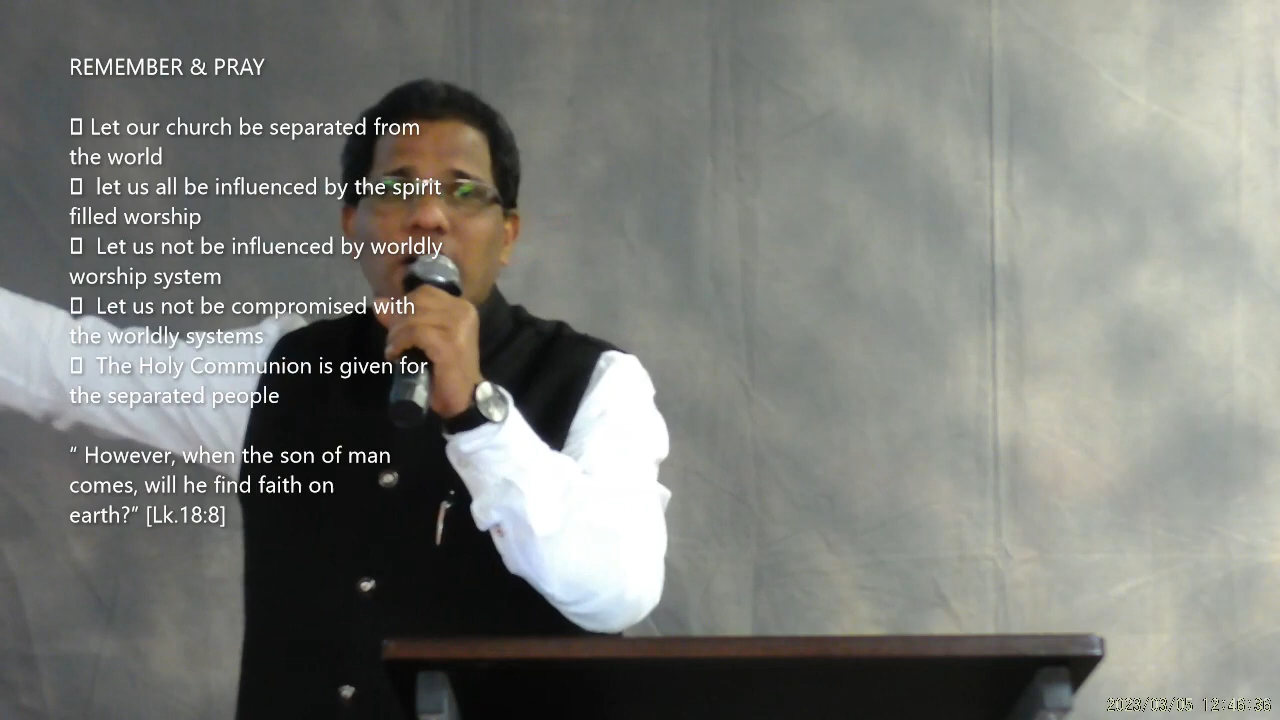 REMEMBER & PRAY
▯ Let our church be separated from
the world
▯ let us all be influenced by the spirit
filled worship
▯ Let us not be influenced by worldly
worship system
▯ Let us not be compromised with
the worldly systems
▯ The Holy Communion is given for
the separated people
“ However, when the son of man
comes, will he find faith on
earth?” [Lk.18:8]
2023/03/05 12:46:36